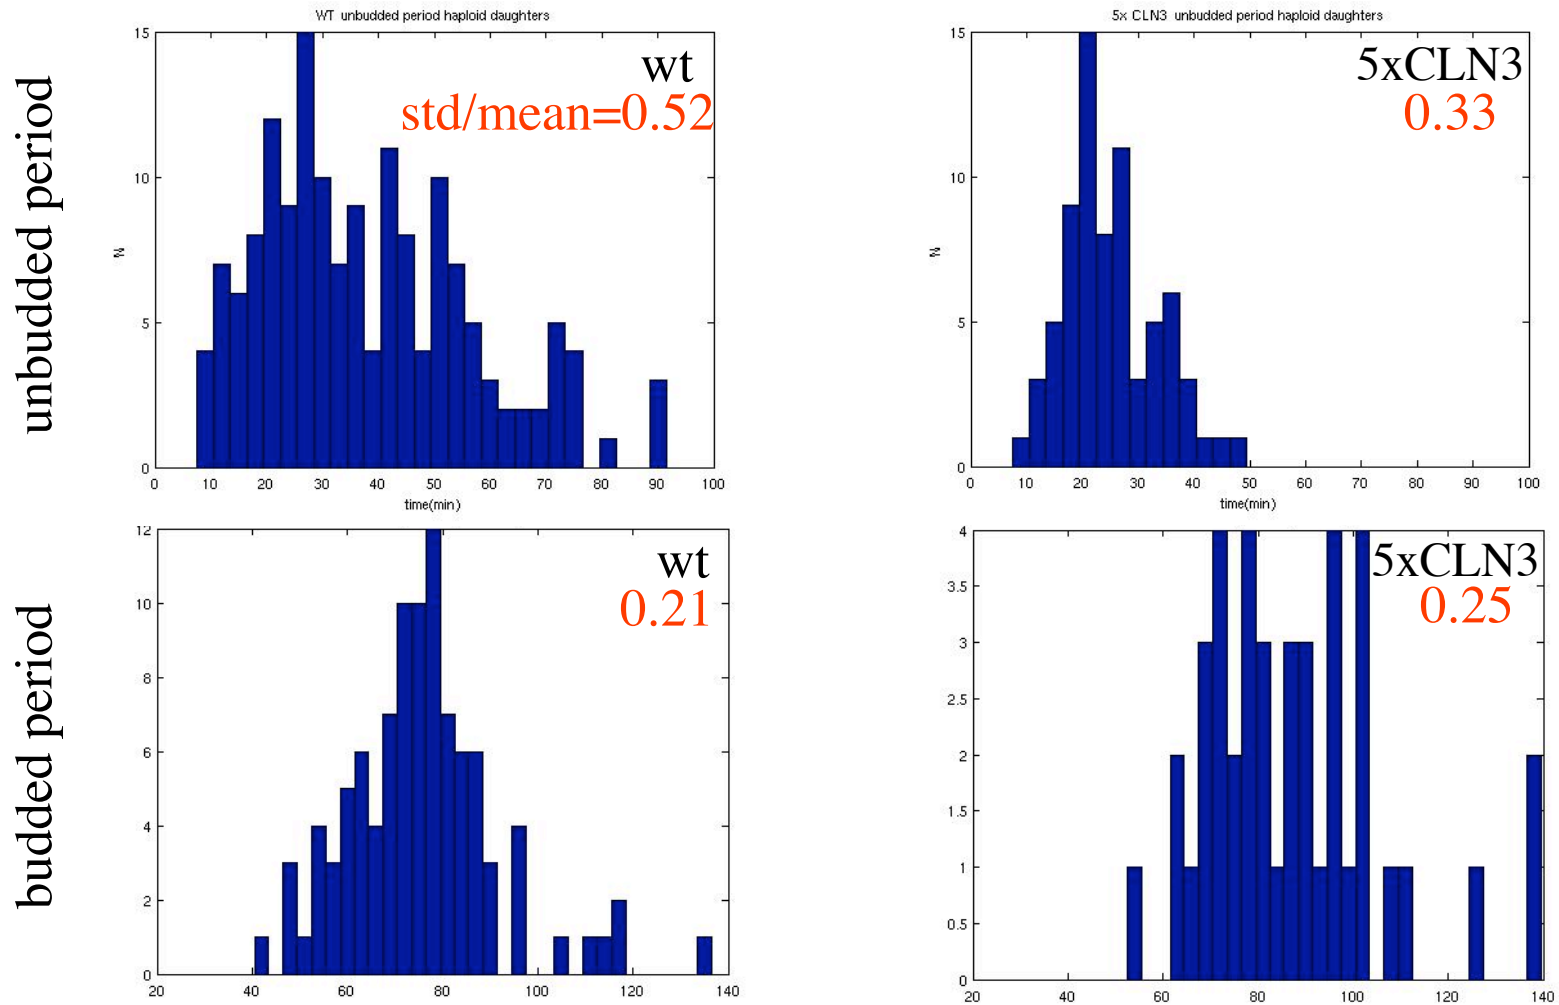 WT unbudded period haploid daughters
wt
std/mean=0.52
unbudded period
N
15
10
5
0
0 10 20 30 40 50 60 70 80 90 100
time(min)
5x CLN3 unbudded period haploid daughters
5xCLN3
0.33
N
15
10
5
0
0 10 20 30 40 50 60 70 80 90 100
time(min)
wt
0.21
budded period
12
10
8
6
4
2
0
20 40 60 80 100 120 140
5xCLN3
0.25
4
3.5
3
2.5
2
1.5
1
0.5
0
20 40 60 80 100 120 140